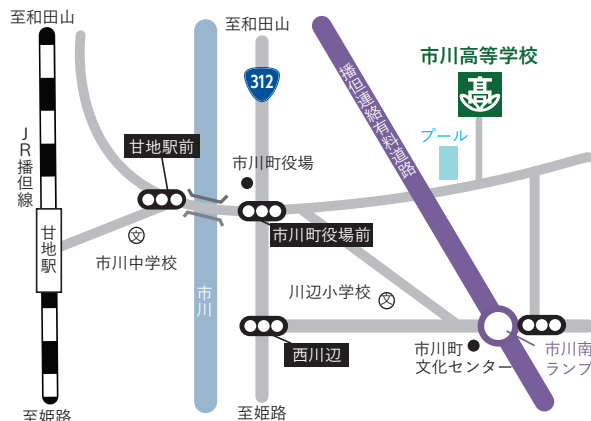 至和田山
至和田山
312
市川高等学校
高
プール
播但連絡有料道路
JR播但線
甘地駅前
市川町役場
市川町役場前
甘地駅
文
市川中学校
市川
川辺小学校
文
西川辺
市川町
文化センター
市川南
ランプ
至姫路
至姫路